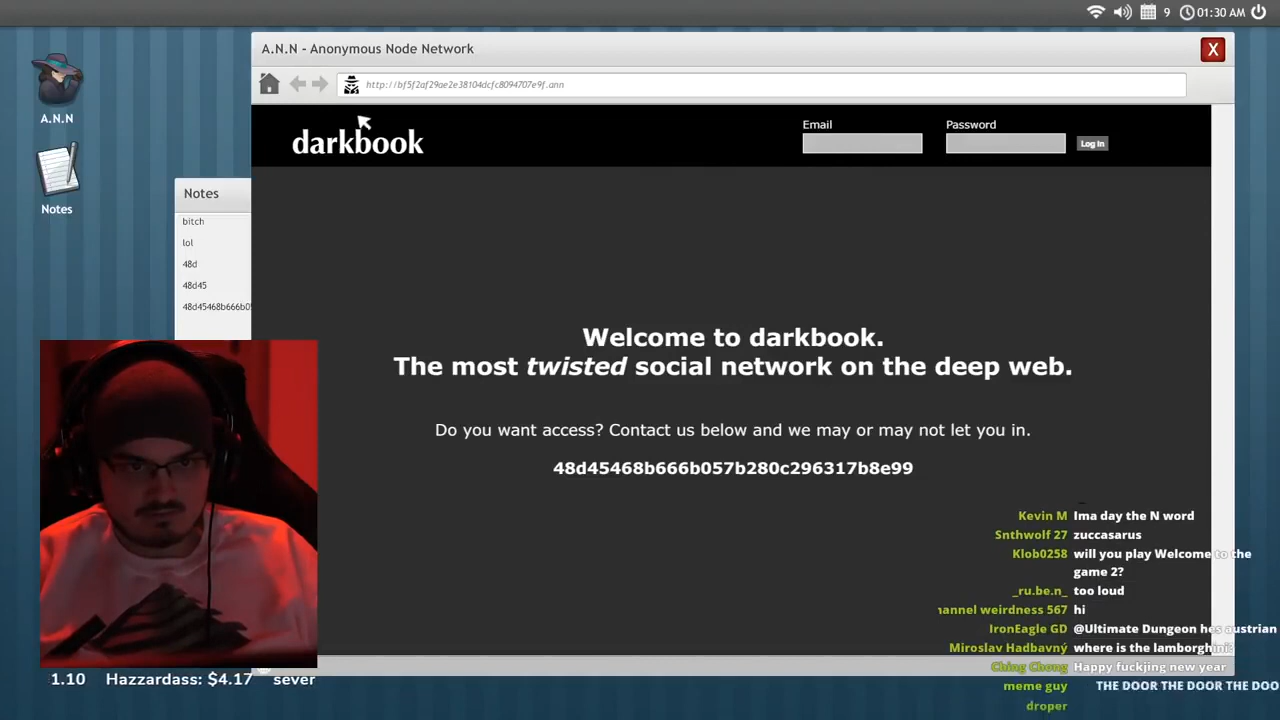 9 01:30 AM
A.N.N - Anonymous Node Network
X
http://bf5f2af29ae2e38104dcfc8094707e9f.ann
A.N.N
Notes
darkbook
Email
Password
Log In
Notes
bitch
lol
48d
48d45
48d45468b666b05
Welcome to darkbook.
The most twisted social network on the deep web.
Do you want access? Contact us below and we may or may not let you in.
48d45468b666b057b280c296317b8e99
Kevin M Ima day the N word
Snthwolf 27 zuccasarus
Klob0258 will you play Welcome to the
game 2?
_ru.be.n_ too loud
annel weirdness 567 hi
IronEagle GD @Ultimate Dungeon hes austrian
Miroslav Hadbavný where is the lamborghini?
Ching Chong Happy fuckjing new year
meme guy THE DOOR THE DOOR THE DOO
droper
1.10 Hazzardass: $4.17 sever